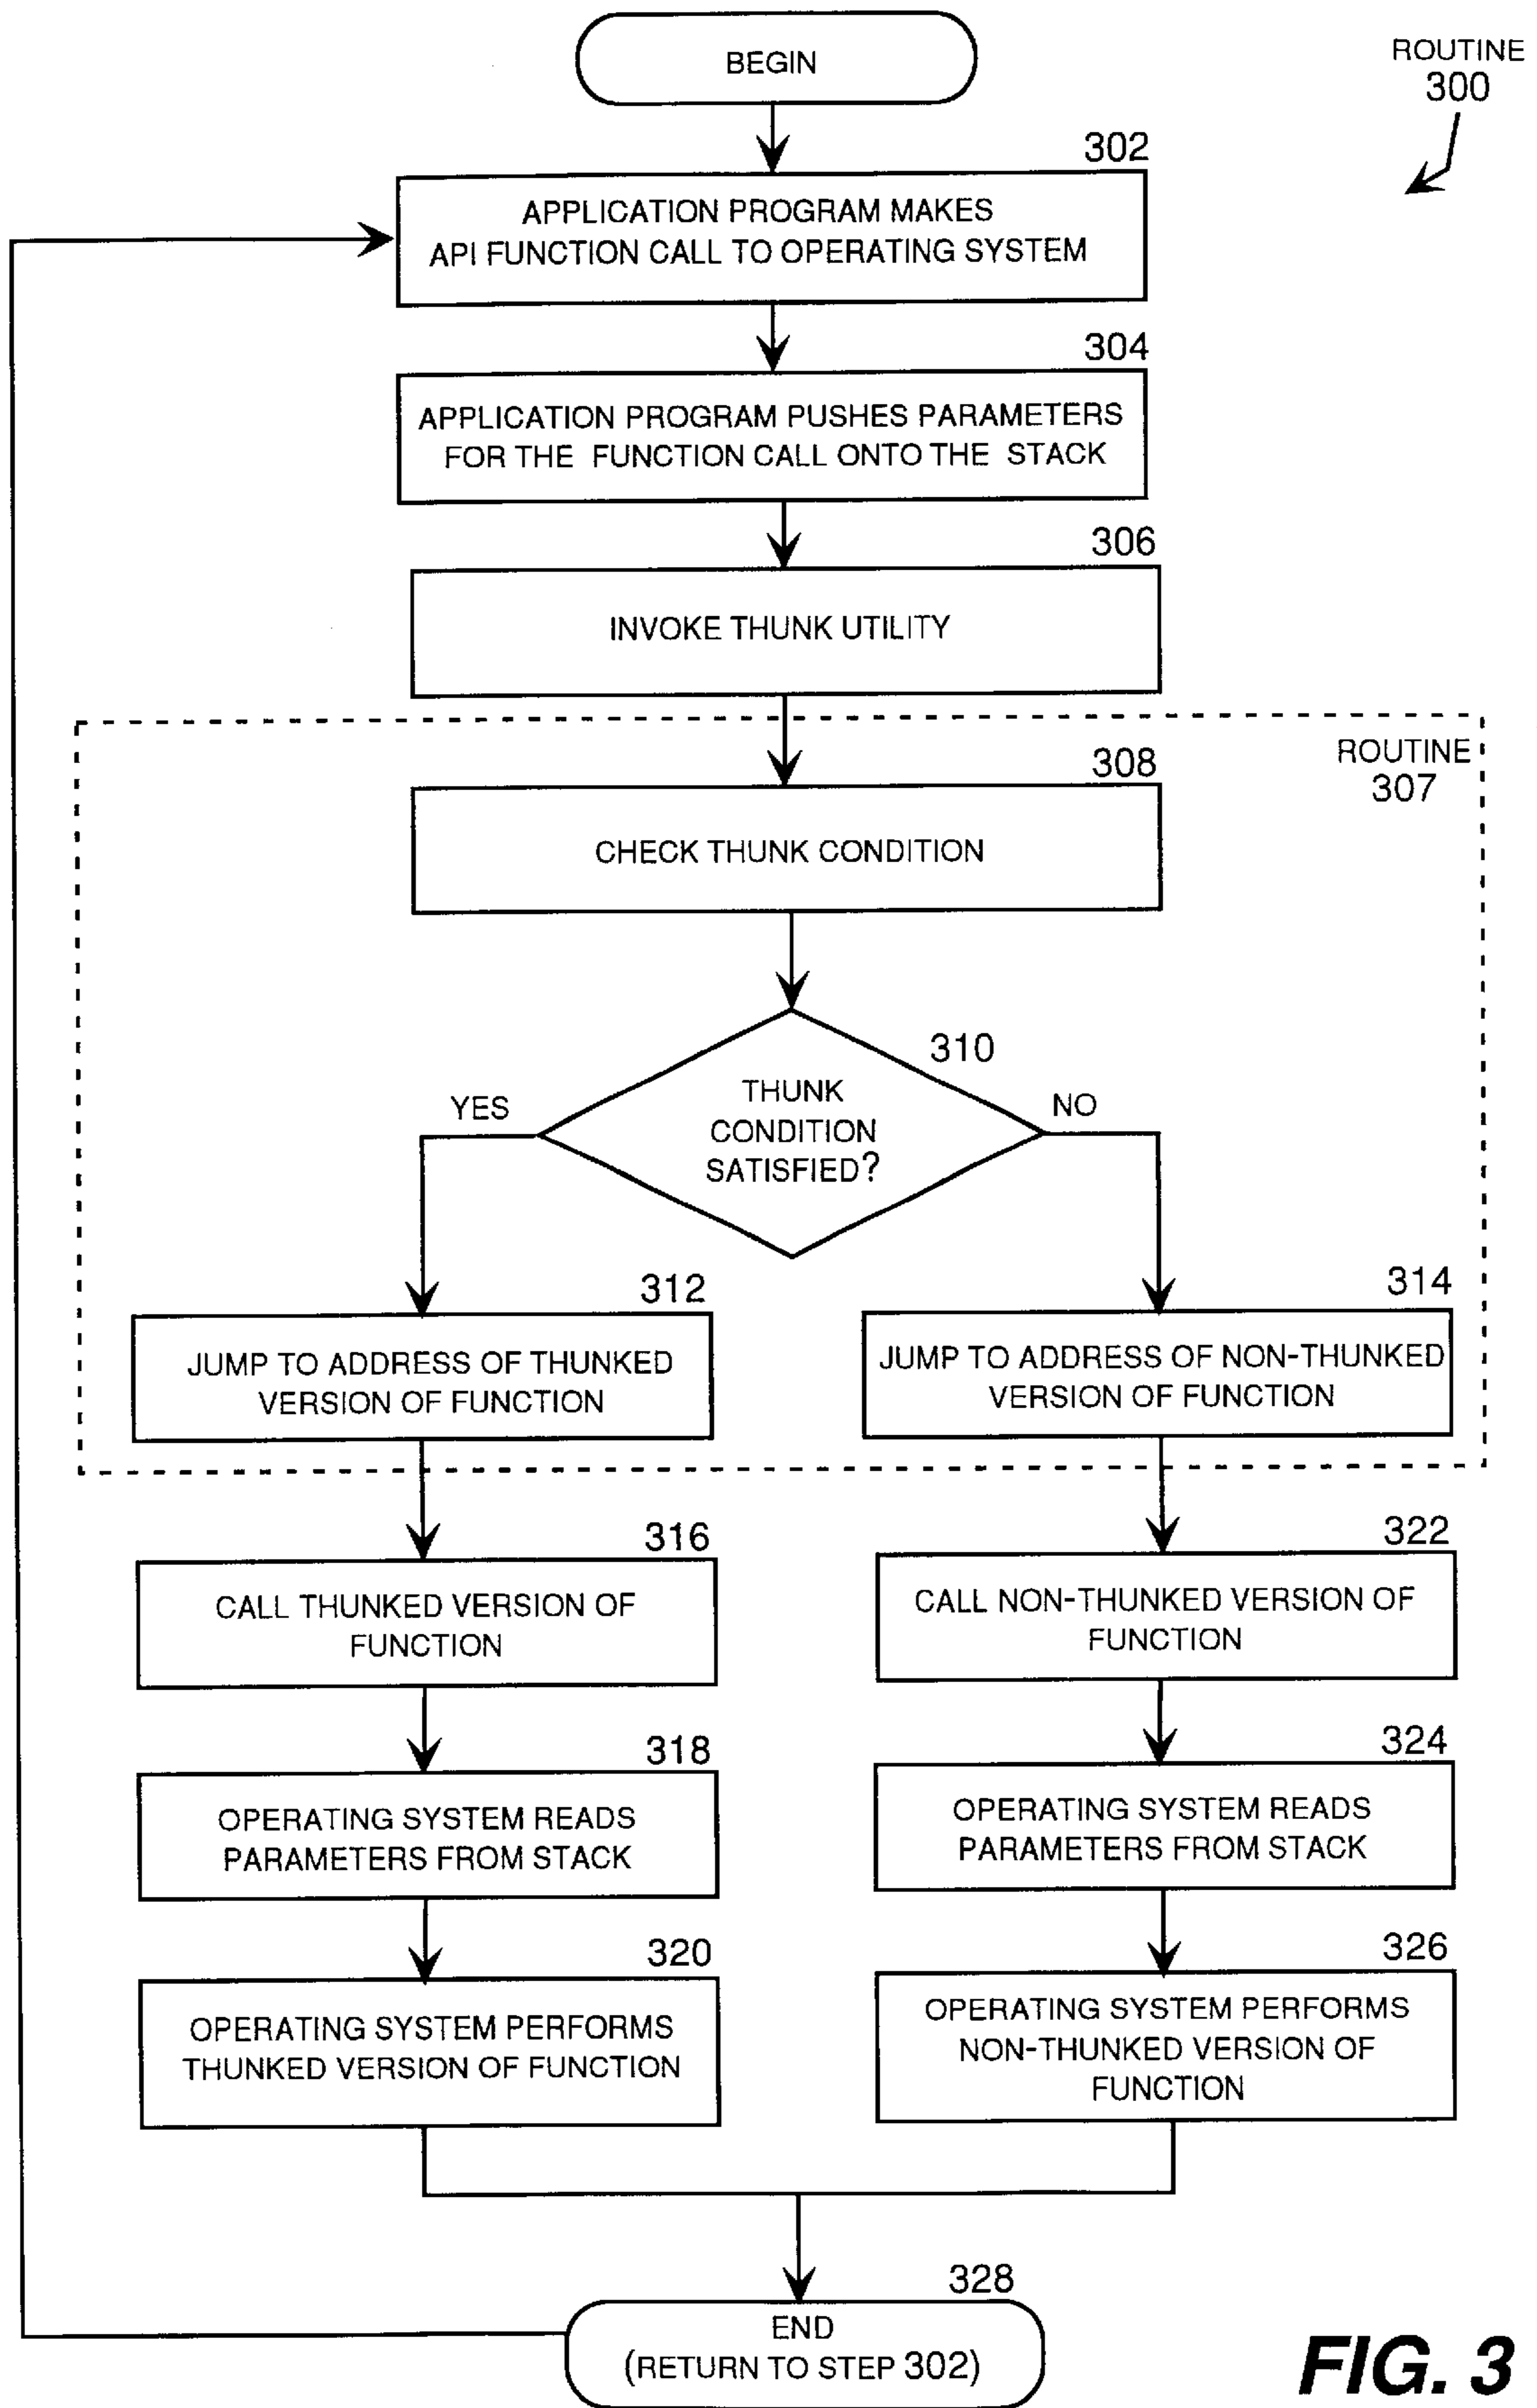 BEGIN
ROUTINE
300
302
APPLICATION PROGRAM MAKES
API FUNCTION CALL TO OPERATING SYSTEM
304
APPLICATION PROGRAM PUSHES PARAMETERS
FOR THE FUNCTION CALL ONTO THE STACK
306
INVOKE THUNK UTILITY
ROUTINE
307
308
CHECK THUNK CONDITION
310
THUNK
CONDITION
SATISFIED?
YES
NO
312
JUMP TO ADDRESS OF THUNKED
VERSION OF FUNCTION
314
JUMP TO ADDRESS OF NON-THUNKED
VERSION OF FUNCTION
316
CALL THUNKED VERSION OF
FUNCTION
322
CALL NON-THUNKED VERSION OF
FUNCTION
318
OPERATING SYSTEM READS
PARAMETERS FROM STACK
324
OPERATING SYSTEM READS
PARAMETERS FROM STACK
320
OPERATING SYSTEM PERFORMS
THUNKED VERSION OF FUNCTION
326
OPERATING SYSTEM PERFORMS
NON-THUNKED VERSION OF
FUNCTION
328
END
(RETURN TO STEP 302)
FIG. 3